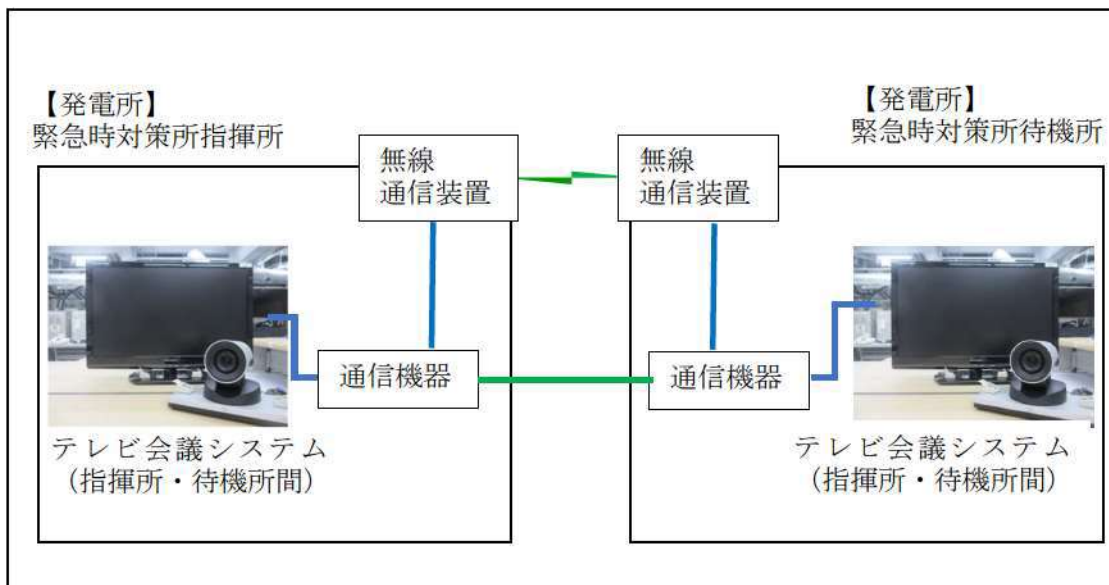 【発電所】
緊急時対策所指揮所
【発電所】
緊急時対策所待機所
無線
通信装置
無線
通信装置
通信機器
通信機器
テレビ会議システム
（指揮所・待機所間）
テレビ会議システム
（指揮所・待機所間）